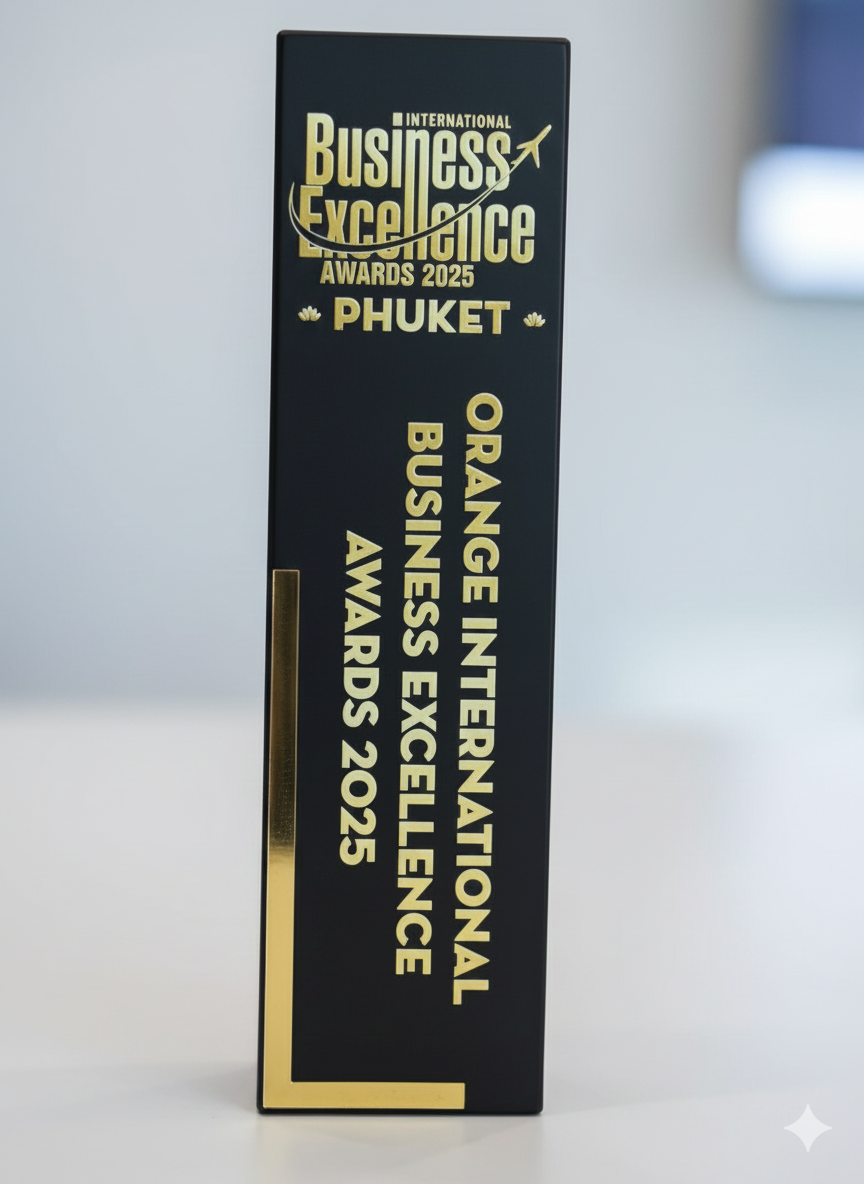 INTERNATIONAL
Business
Excellence
AWARDS 2025
PHUKET
ORANGE INTERNATIONAL
BUSINESS EXCELLENCE
AWARDS 2025